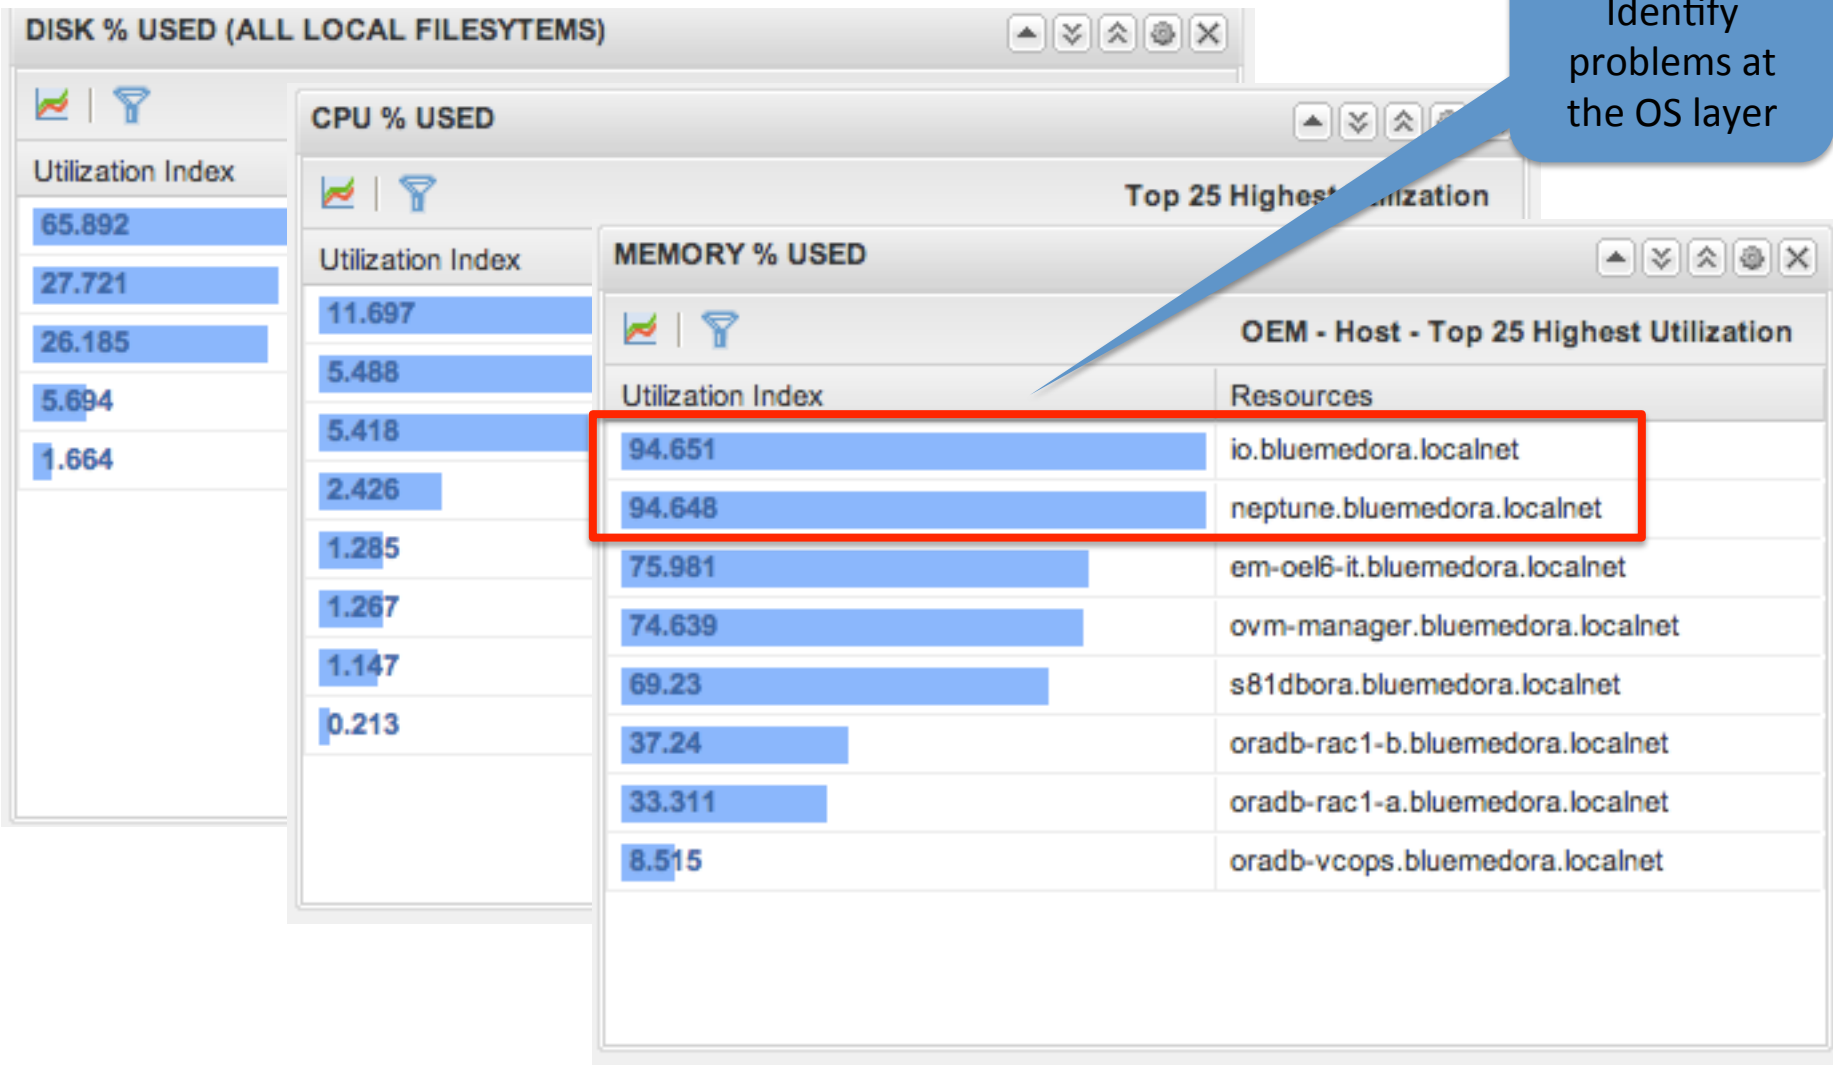 DISK % USED (ALL LOCAL FILESYTEMS)
Utilization Index
65.892
27.721
26.185
5.694
1.664
CPU % USED
Top 25 Highest
Utilization Index
11.697
5.488
5.418
2.426
1.285
1.267
1.147
0.213
Identify
problems at
the OS layer
MEMORY % USED
OEM - Host - Top 25 Highest Utilization
Utilization Index Resources
94.651 io.bluemedora.localnet
94.648 neptune.bluemedora.localnet
75.981 em-oel6-it.bluemedora.localnet
74.639 ovm-manager.bluemedora.localnet
69.23 s81dbora.bluemedora.localnet
37.24 oradb-rac1-b.bluemedora.localnet
33.311 oradb-rac1-a.bluemedora.localnet
8.515 oradb-vcops.bluemedora.localnet